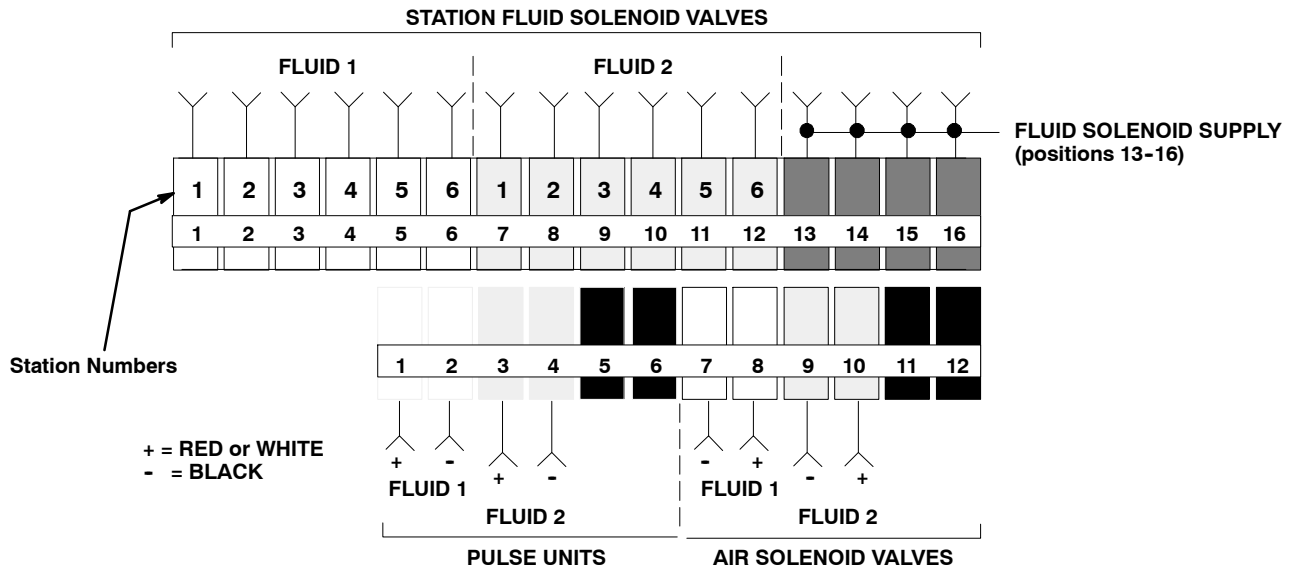 STATION FLUID SOLENOID VALVES
FLUID 1 FLUID 2
FLUID SOLENOID SUPPLY
(positions 13-16)
1 2 3 4 5 6 1 2 3 4 5 6
1 2 3 4 5 6 7 8 9 10 11 12 13 14 15 16
Station Numbers
1 2 3 4 5 6 7 8 9 10 11 12
+ = RED or WHITE
- = BLACK
+ - - +
FLUID 1 FLUID 1
+ - - +
FLUID 2 FLUID 2
PULSE UNITS AIR SOLENOID VALVES